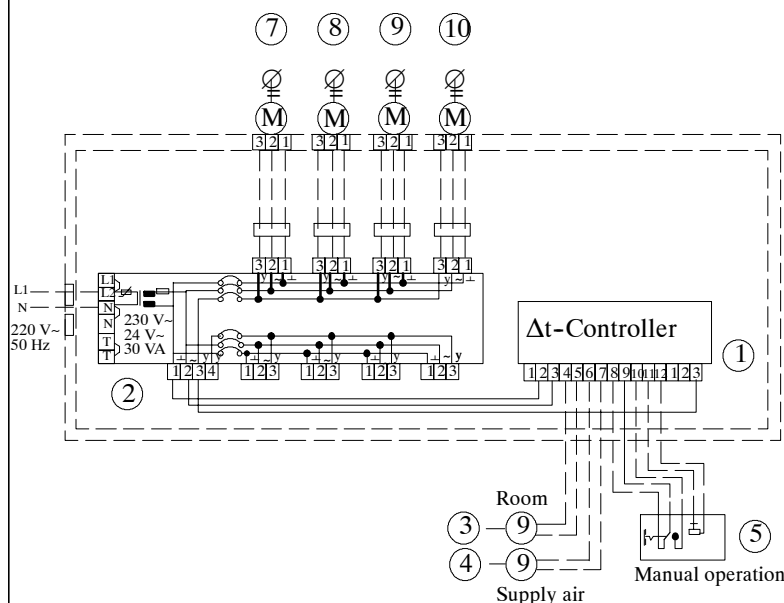 7 8 9 10
M M M M
3 2 1 3 2 1 3 2 1 3 2 1
3 2 1 3 2 1 3 2 1 3 2 1
y ~ ⊥ y ~ ⊥ y ~ ⊥ y ~ ⊥
L1
L2
N
N
T
T
L1
N
220 V~
50 Hz
230 V~
24 V~
30 VA
Δt-Controller
1
⊥ ~ y y ⊥ ~ y ⊥ ~ y ⊥ ~ y ⊥ ~ y
1 2 3 4 1 2 3 1 2 3 1 2 3 1 2 3
1 2 3 4 5 6 7 8 9 10 11 12 1 2 3
2
Room
3 9
4 9
Supply air
5
Manual operation